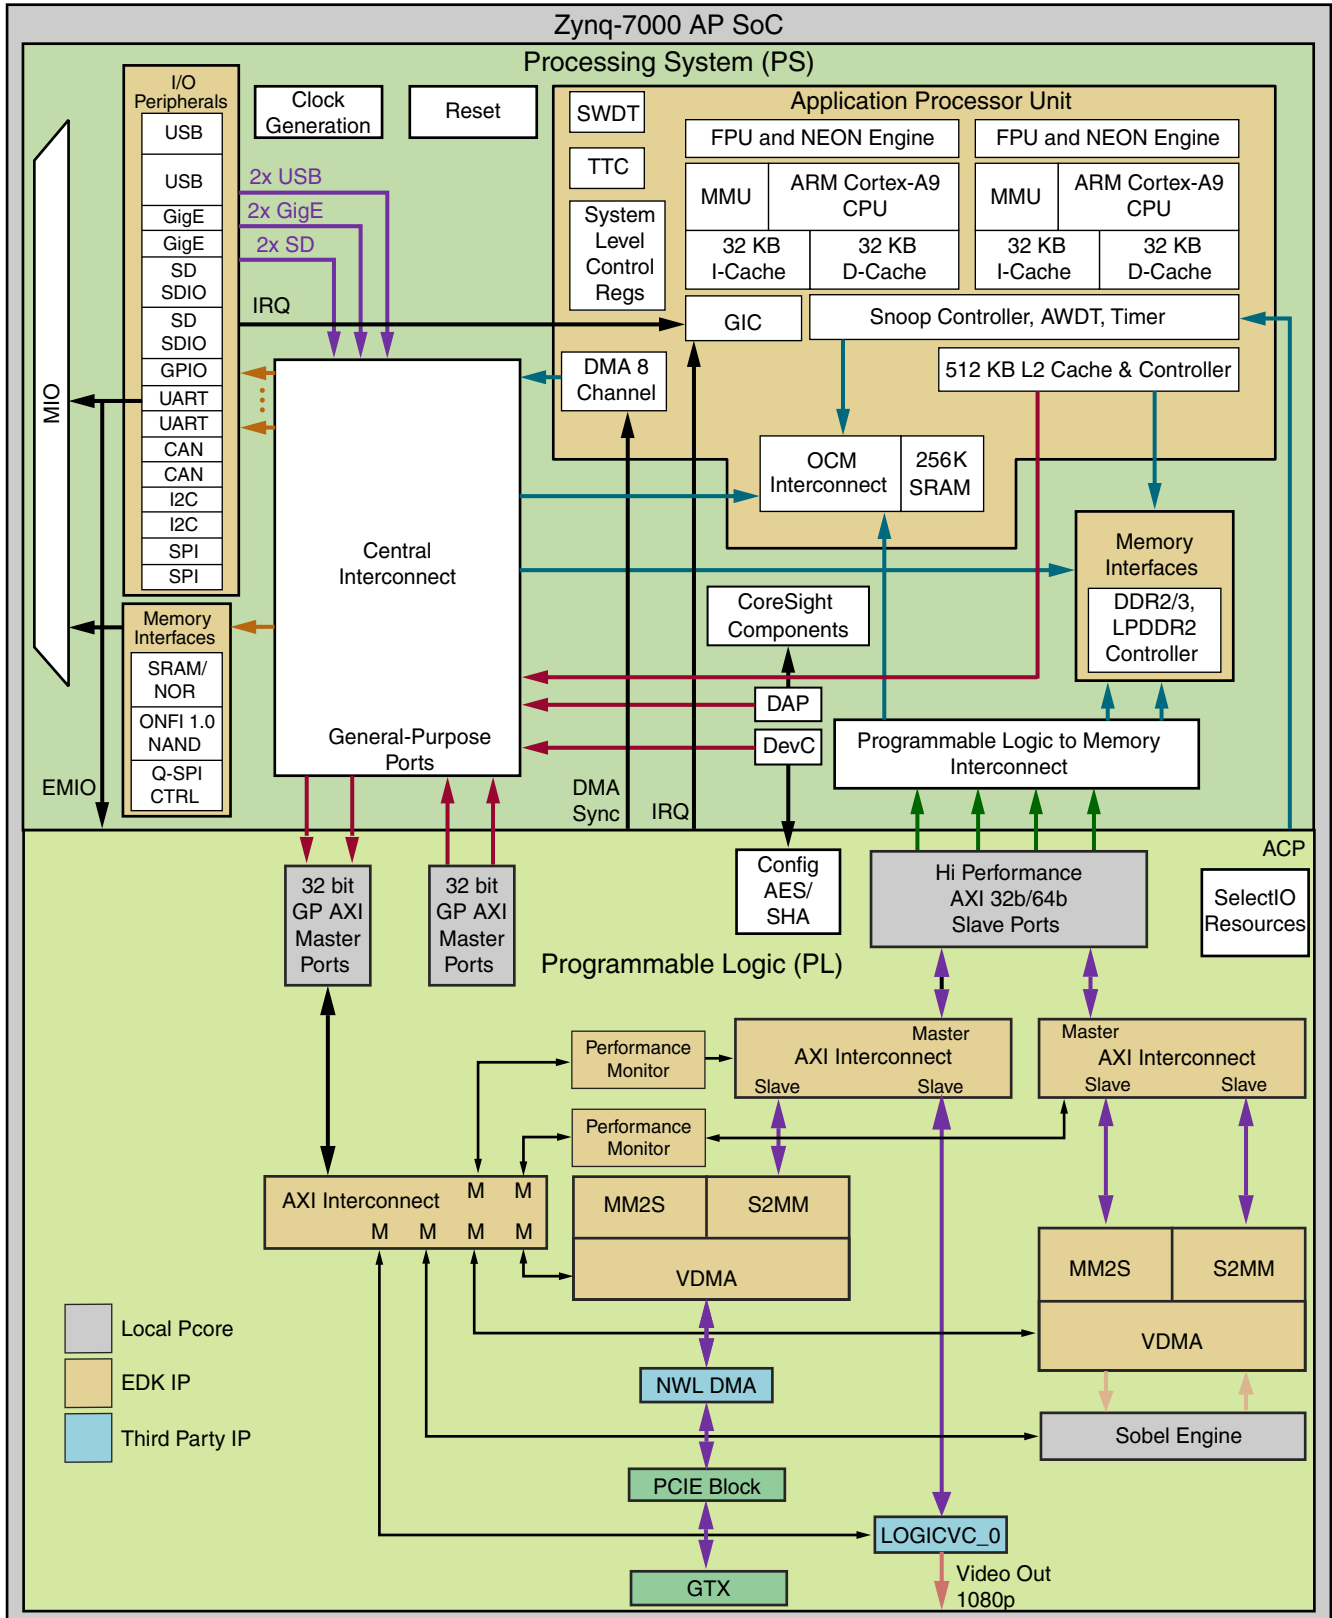 Zynq-7000 AP SoC
Processing System (PS)
I/O
Peripherals
USB
USB
GigE
GigE
SD
SDIO
SD
SDIO
GPIO
UART
UART
CAN
CAN
I2C
I2C
SPI
SPI
MIO
Clock
Generation
Reset
2x USB
2x GigE
2x SD
IRQ
Application Processor Unit
SWDT
TTC
System
Level
Control
Regs
FPU and NEON Engine
MMU
ARM Cortex-A9
CPU
32 KB
I-Cache
32 KB
D-Cache
FPU and NEON Engine
MMU
ARM Cortex-A9
CPU
32 KB
I-Cache
32 KB
D-Cache
GIC
Snoop Controller, AWDT, Timer
DMA 8
Channel
512 KB L2 Cache & Controller
OCM
Interconnect
256K
SRAM
Central
Interconnect
Memory
Interfaces
DDR2/3,
LPDDR2
Controller
CoreSight
Components
Memory
Interfaces
SRAM/
NOR
ONFI 1.0
NAND
Q-SPI
CTRL
DAP
DevC
General-Purpose
Ports
Programmable Logic to Memory
Interconnect
EMIO
DMA
Sync
IRQ
ACP
32 bit
GP AXI
Master
Ports
32 bit
GP AXI
Master
Ports
Config
AES/
SHA
Hi Performance
AXI 32b/64b
Slave Ports
SelectIO
Resources
Programmable Logic (PL)
Performance
Monitor
Master
AXI Interconnect
Slave
Slave
Master
AXI Interconnect
Slave
Slave
Performance
Monitor
AXI Interconnect
M
M
M
M
M
M
MM2S
S2MM
VDMA
MM2S
S2MM
VDMA
Local Pcore
EDK IP
Third Party IP
NWL DMA
Sobel Engine
PCIE Block
LOGICVC_0
GTX
Video Out
1080p